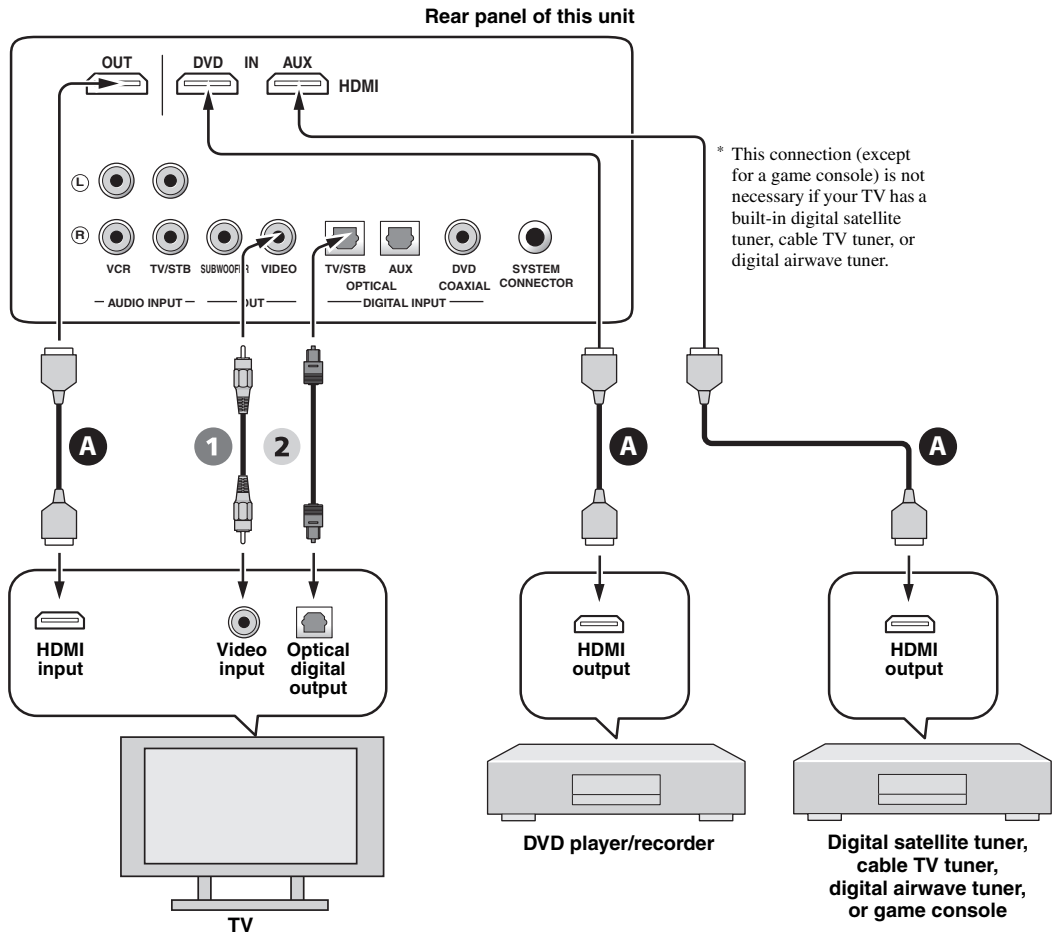 Rear panel of this unit
OUT DVD IN AUX
HDMI
* This connection (except
for a game console) is not
necessary if your TV has a
built-in digital satellite
tuner, cable TV tuner, or
digital airwave tuner.
L
R
VCR TV/STB SUBWOOFER VIDEO TV/STB AUX DVD SYSTEM
OPTICAL COAXIAL CONNECTOR
AUDIO INPUT OUT DIGITAL INPUT
A 1 2 A A
HDMI
input
Video
input
Optical
digital
output
HDMI
output
HDMI
output
TV
DVD player/recorder
Digital satellite tuner,
cable TV tuner,
digital airwave tuner,
or game console